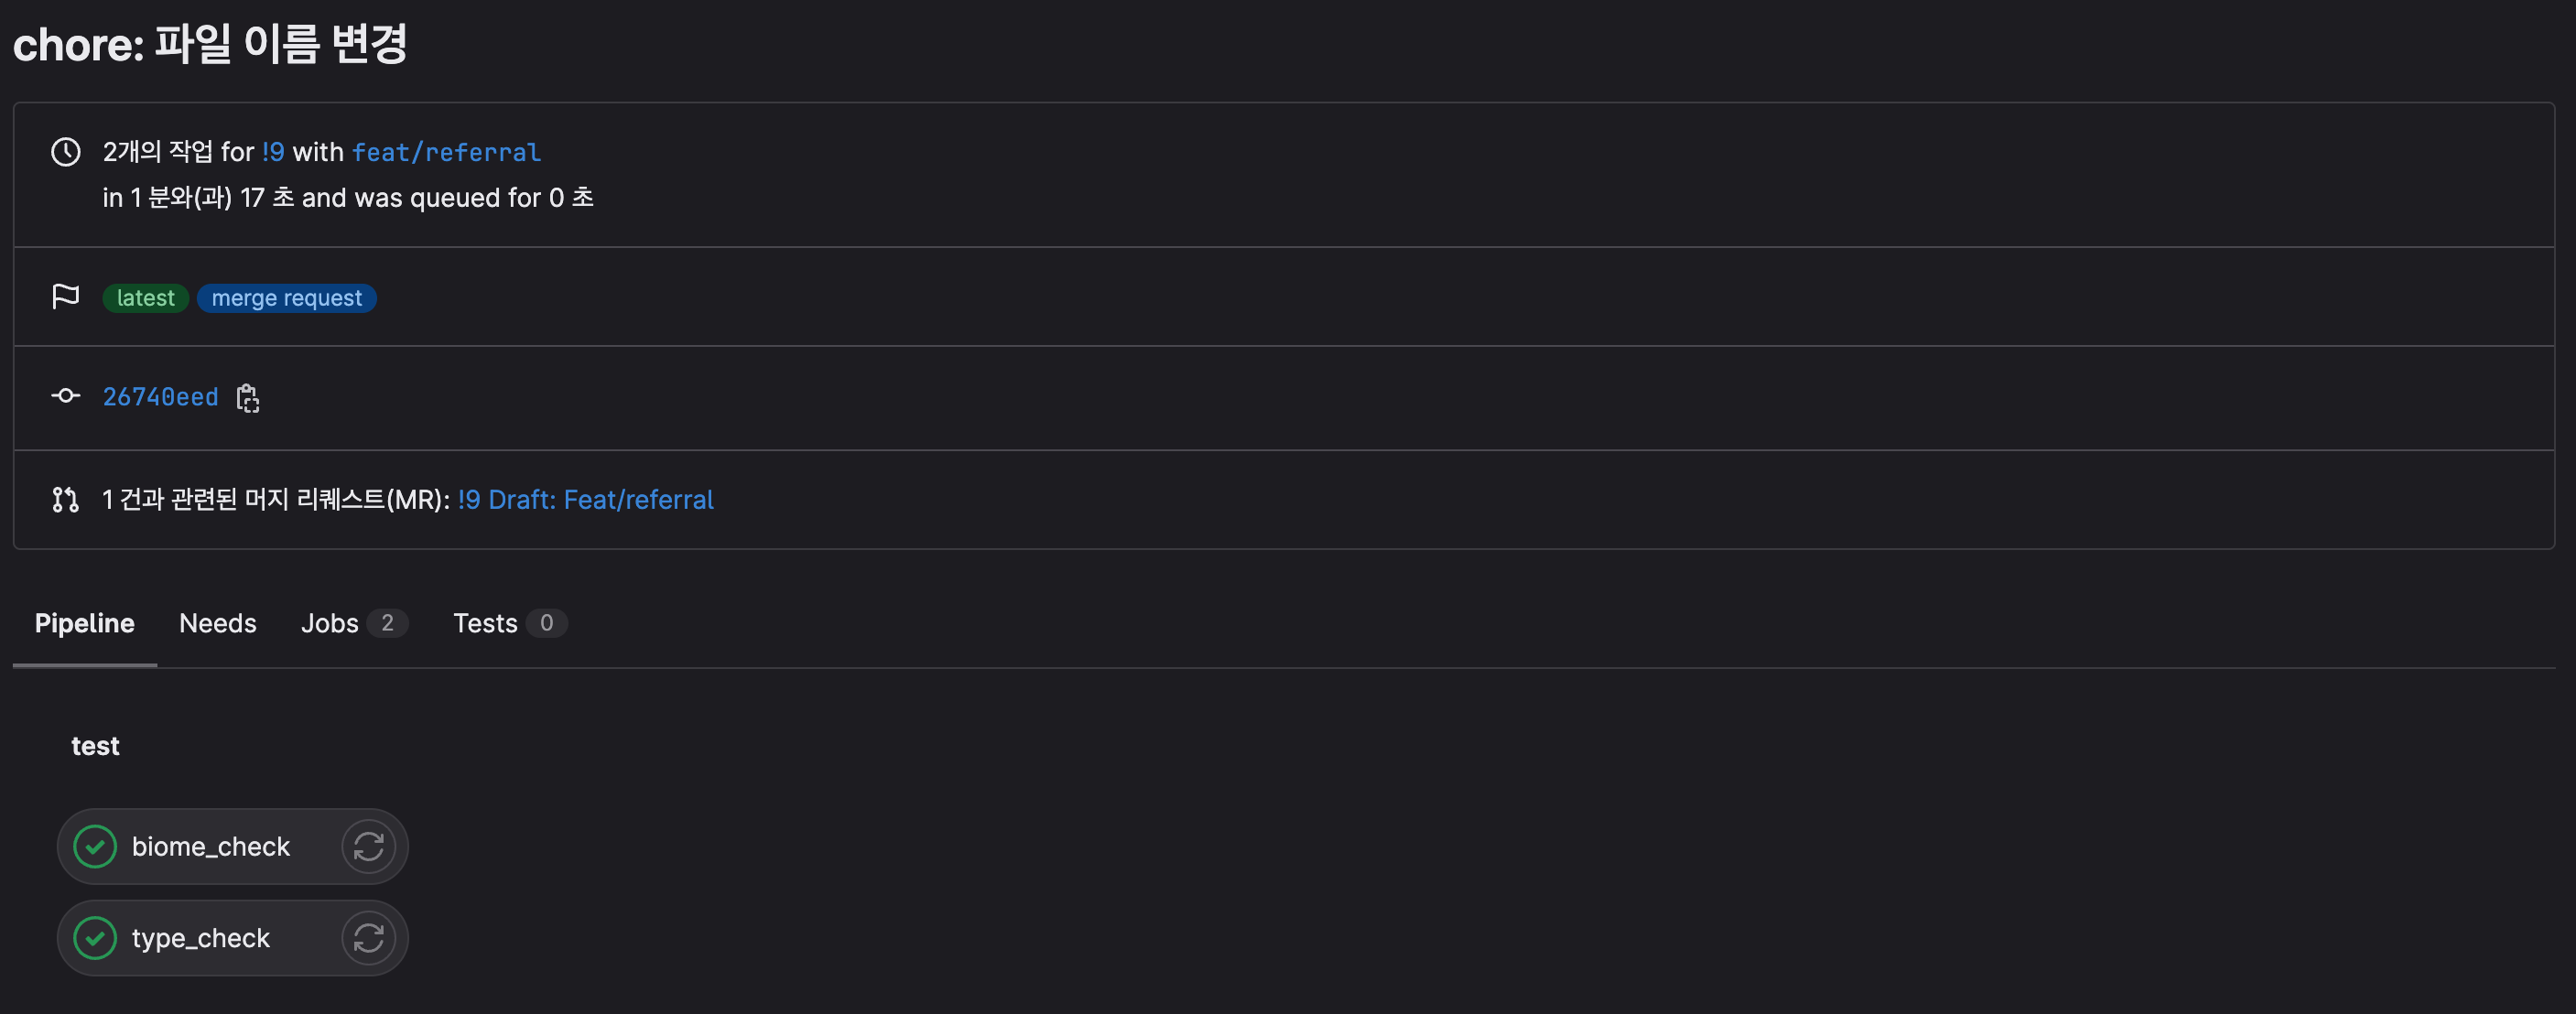 chore: 파일 이름 변경
2개의 작업 for !9 with feat/referral
in 1 분와(과) 17 초 and was queued for 0 초
latest merge request
26740eed
1 건과 관련된 머지 리퀘스트(MR): !9 Draft: Feat/referral
Pipeline Needs Jobs 2 Tests 0
test
biome_check
type_check